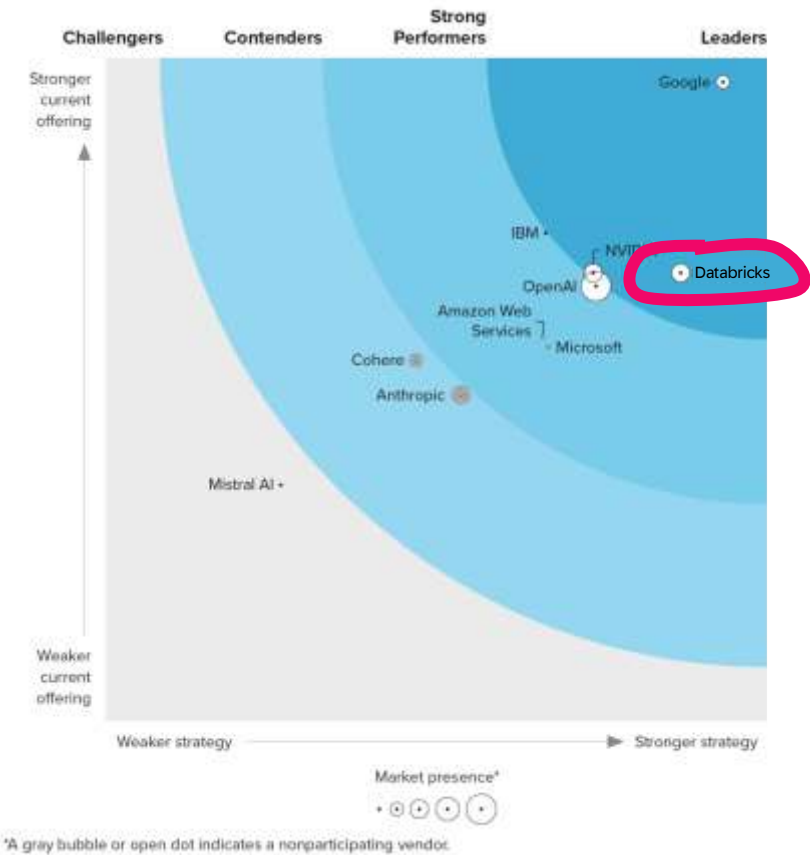 Strong
Challengers Contenders Performers Leaders
Stronger
current
offering
Google
IBM
OpenAI
Databricks
Amazon Web
Services
Microsoft
Cohere
Anthropic
Mistral AI
Weaker
current
offering
Weaker strategy Stronger strategy
Market presence*
*A gray bubble or open dot indicates a nonparticipating vendor.